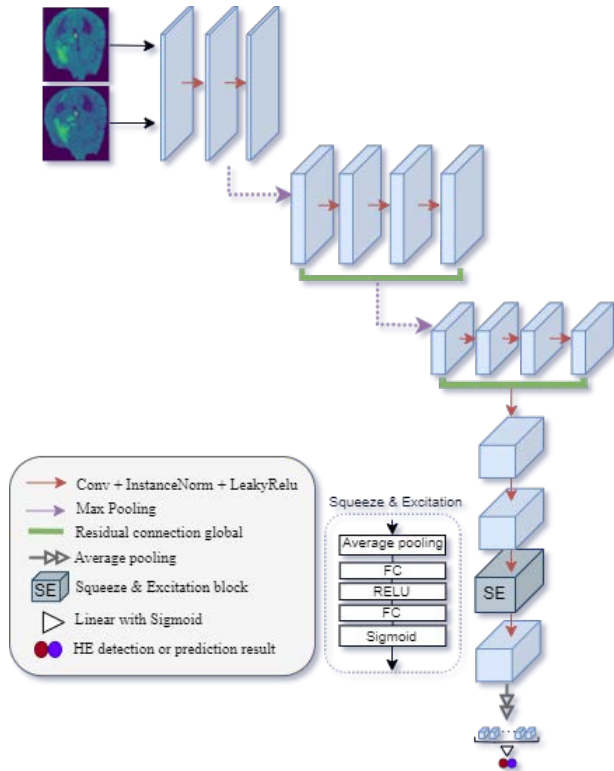 Conv + InstanceNorm + LeakyRelu
Max Pooling
Residual connection global
Average pooling
SE
Squeeze & Excitation block
Linear with Sigmoid
HE detection or prediction result
Squeeze & Excitation
Average pooling
FC
RELU
FC
Sigmoid
SE